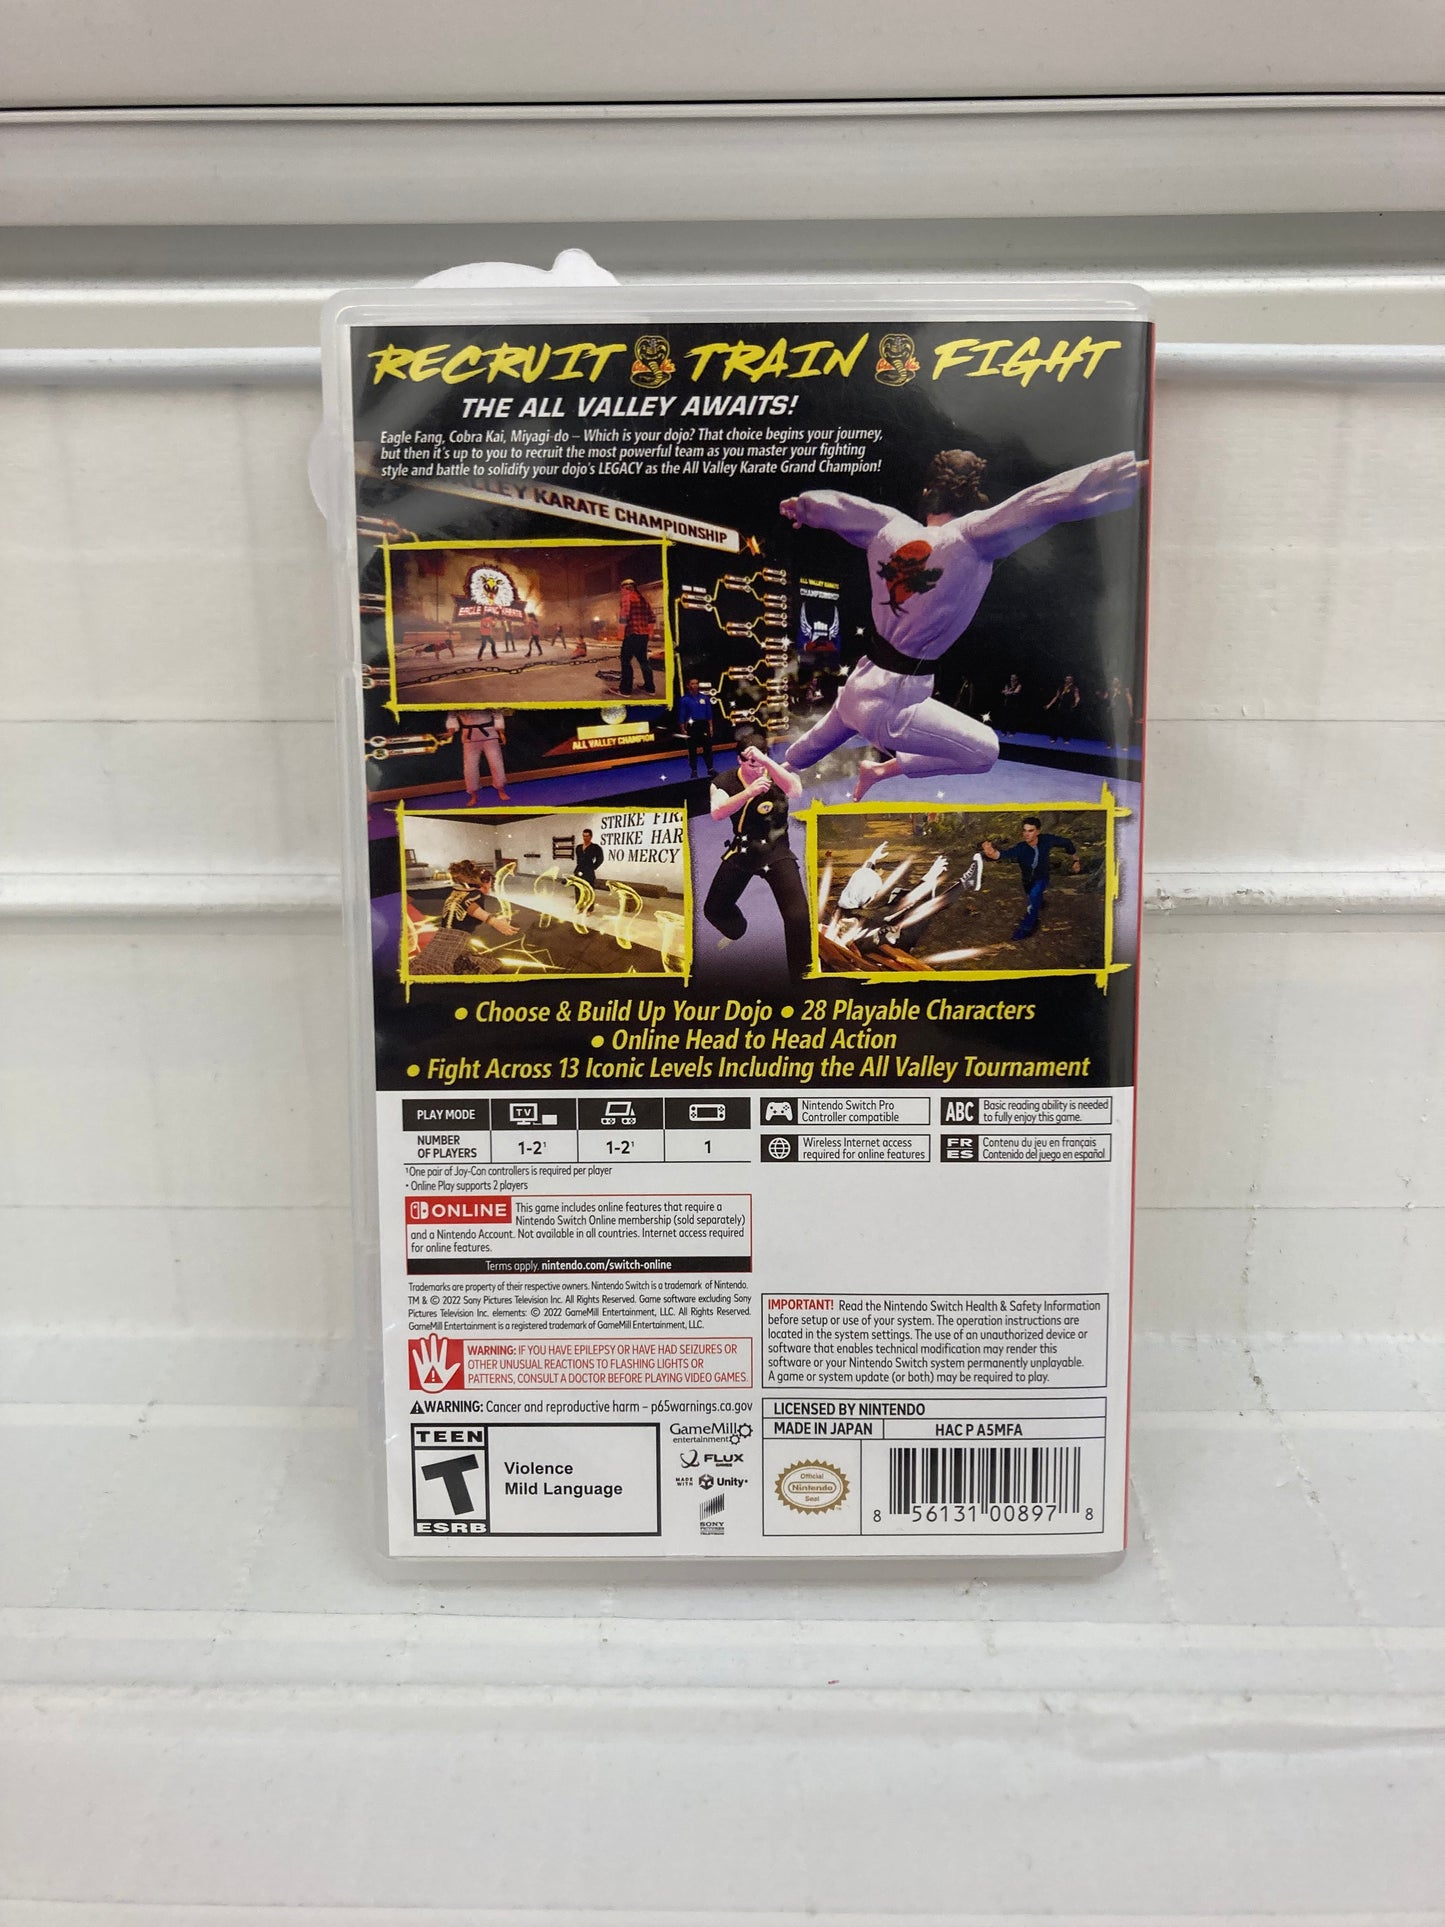 RECRUIT TRAIN FIGHT
THE ALL VALLEY AWAITS!
Eagle Fang, Cobra Kai, Miyagi-do – Which is your dojo? That choice begins your journey,
but then it's up to you to recruit the most powerful team as you master your fighting
style and battle to solidify your dojo's LEGACY as the All Valley Karate Grand Champion!
LLEY KARATE CHAMPIONSHIP
EAGLE FANG KARATE
ALL VALLEY KARATE
CHAMPIONSHIP
ALL VALLEY CHAMPION
STRIKE FIR
STRIKE HAR
NO MERCY
• Choose & Build Up Your Dojo • 28 Playable Characters
• Online Head to Head Action
• Fight Across 13 Iconic Levels Including the All Valley Tournament
PLAY MODE TV
NUMBER
OF PLAYERS
1-2¹ 1-2¹ 1
¹One pair of Joy-Con controllers is required per player
• Online Play supports 2 players
Nintendo Switch Pro
Controller compatible
ABC Basic reading ability is needed
to fully enjoy this game.
Wireless Internet access
required for online features
FR Contenu du jeu en français
ES Contenido del juego en español
ONLINE This game includes online features that require a
Nintendo Switch Online membership (sold separately)
and a Nintendo Account. Not available in all countries. Internet access required
for online features.
Terms apply. nintendo.com/switch-online
Trademarks are property of their respective owners. Nintendo Switch is a trademark of Nintendo.
TM & © 2022 Sony Pictures Television Inc. All Rights Reserved. Game software excluding Sony
Pictures Television Inc. elements: © 2022 GameMill Entertainment, LLC. All Rights Reserved.
GameMill Entertainment is a registered trademark of GameMill Entertainment, LLC.
WARNING: IF YOU HAVE EPILEPSY OR HAVE HAD SEIZURES OR
OTHER UNUSUAL REACTIONS TO FLASHING LIGHTS OR
PATTERNS, CONSULT A DOCTOR BEFORE PLAYING VIDEO GAMES.
WARNING: Cancer and reproductive harm – p65warnings.ca.gov
IMPORTANT! Read the Nintendo Switch Health & Safety Information
before setup or use of your system. The operation instructions are
located in the system settings. The use of an unauthorized device or
software that enables technical modification may render this
software or your Nintendo Switch system permanently unplayable.
A game or system update (or both) may be required to play.
TEEN
T
ESRB
Violence
Mild Language
GameMill
entertainment
FLUX
GAMES
MADE
WITH
Unity
SONY
LICENSED BY NINTENDO
MADE IN JAPAN HAC P A5MFA
Official
Nintendo
Seal
8 56131 00897 8